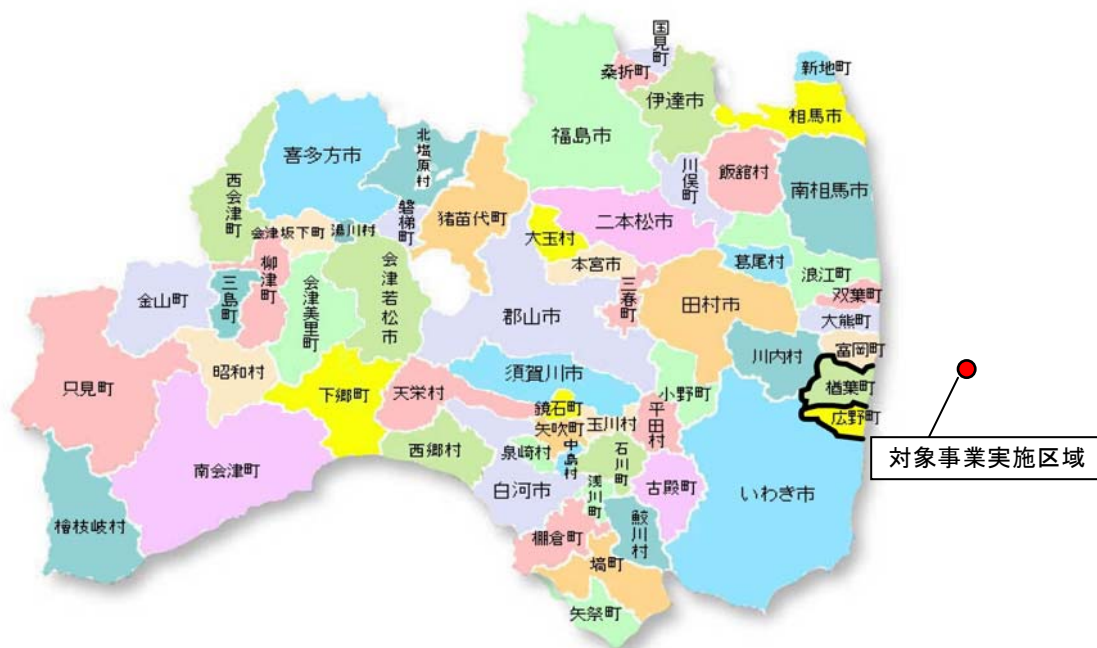 国見町
新地町
桑折町
伊達市
相馬市
福島市
北塩原村
喜多方市
川俣町
飯舘村
南相馬市
西会津町
磐梯町
猪苗代町
二本松市
会津坂下町
湯川村
大玉村
葛尾村
浪江町
本宮市
柳津町
会津若松市
三春町
双葉町
金山町
三島町
会津美里町
郡山市
田村市
大熊町
川内村
富岡町
昭和村
只見町
下郷町
天栄村
須賀川市
小野町
楢葉町
鏡石町
広野町
矢吹町
玉川村
平田村
西郷村
泉崎村
中島村
石川町
対象事業実施区域
南会津町
白河市
浅川町
古殿町
いわき市
檜枝岐村
棚倉町
鮫川村
塙町
矢祭町